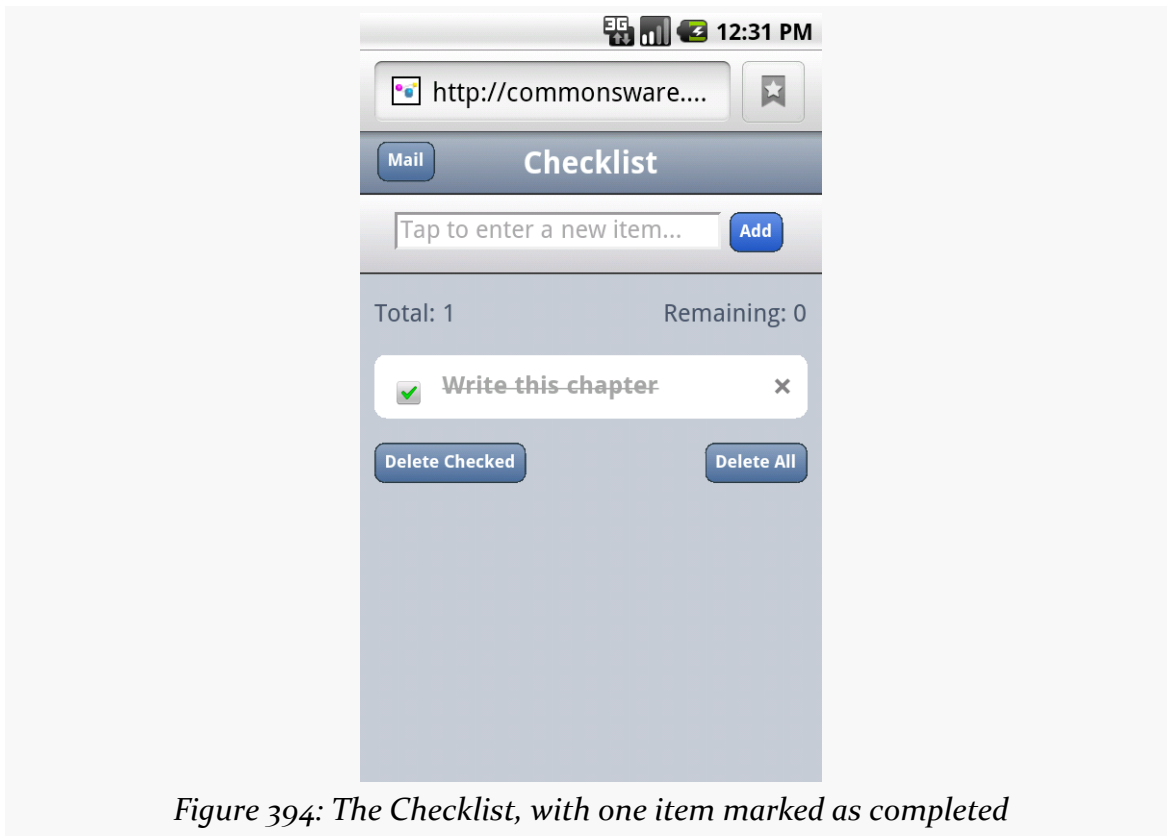 3G 12:31 PM
http://commonsware....
Mail Checklist
Tap to enter a new item... Add
Total: 1 Remaining: 0
Write this chapter ×
Delete Checked Delete All
Figure 394: The Checklist, with one item marked as completed